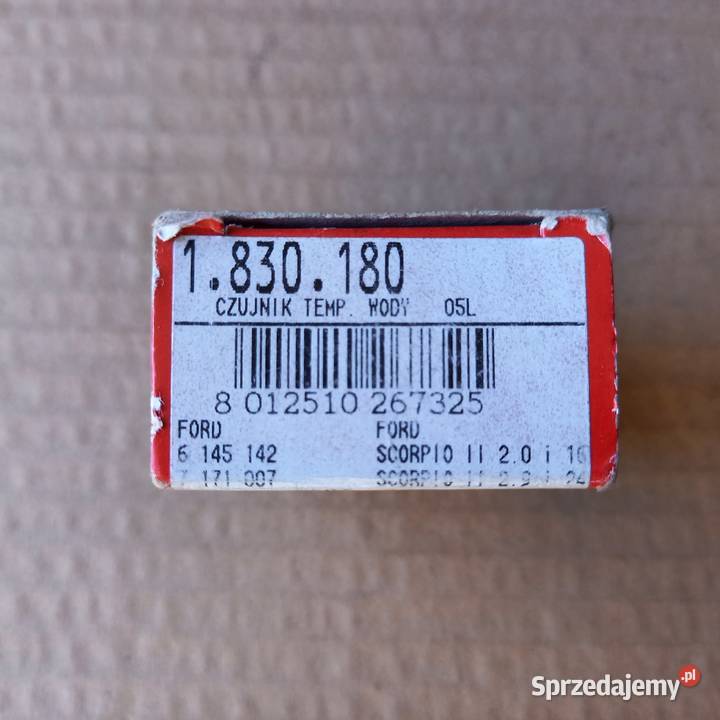 1.830.180
CZUJNIK TEMP. WODY 05L
8 012510 267325
FORD FORD
6 145 142 SCORPIO II 2.0 i 16
7 171 007 SCORPIO II 2.9 i 24
Sprzedajemy.pl